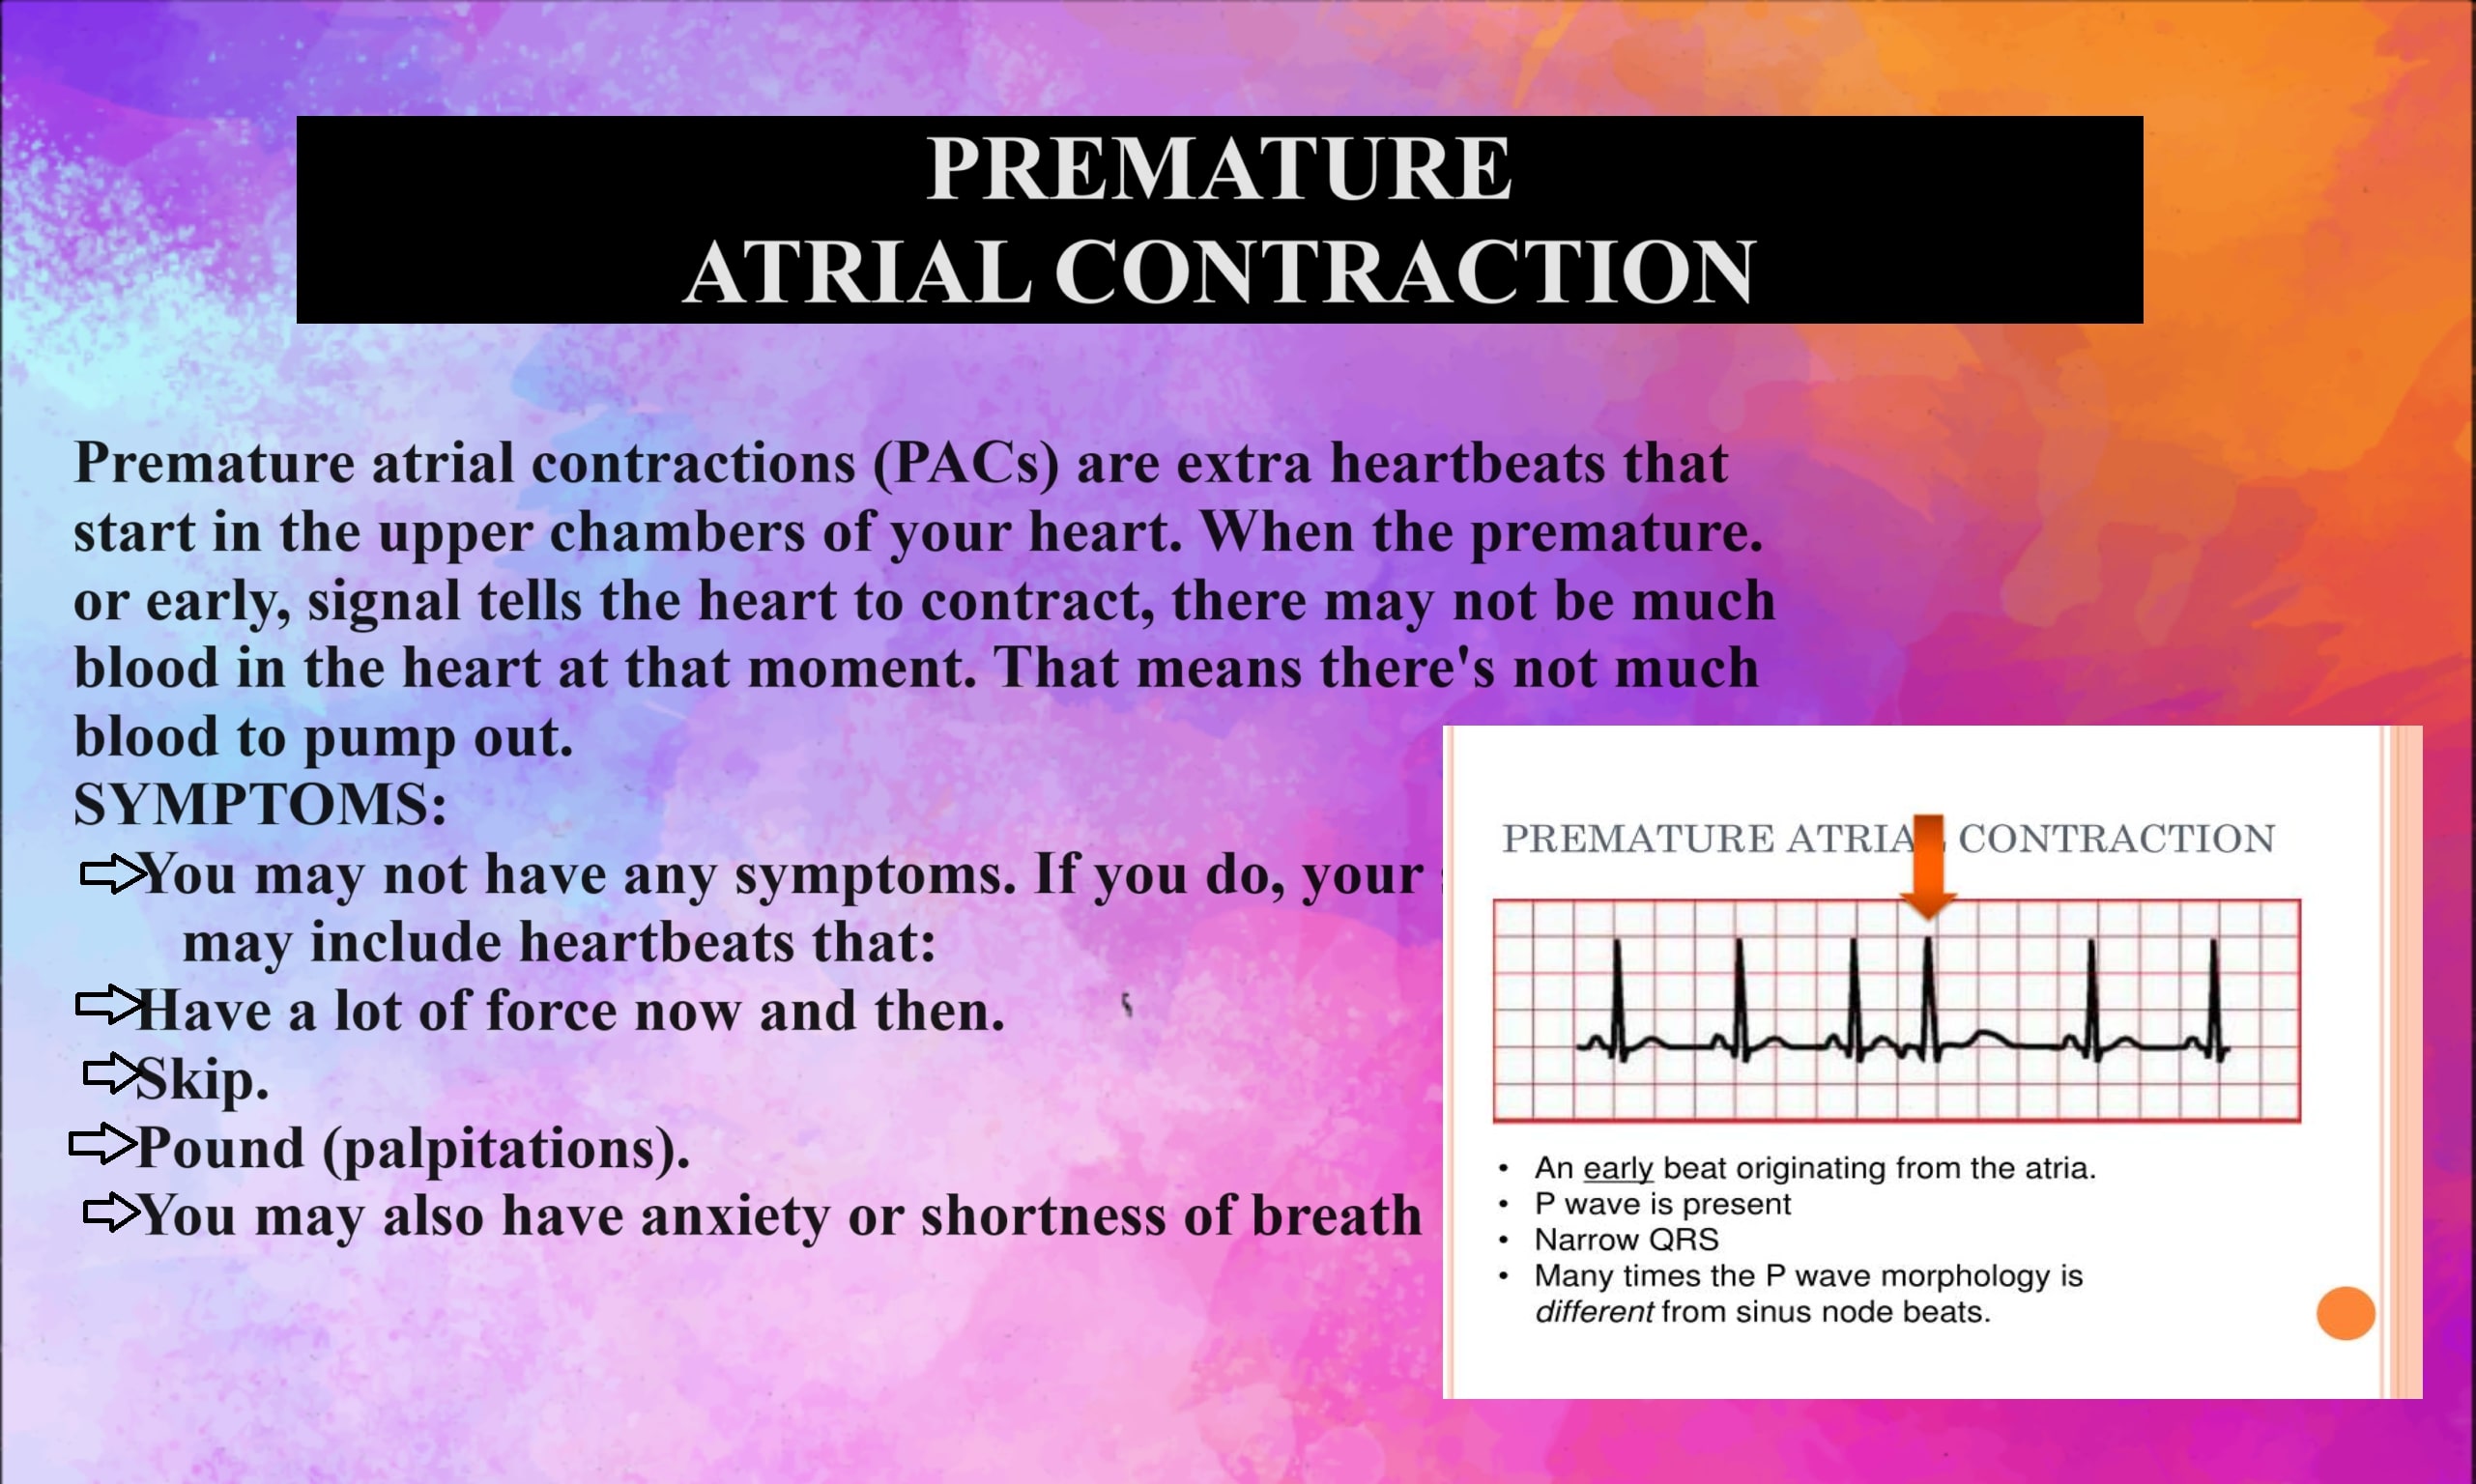 PREMATURE
ATRIAL CONTRACTION
Premature atrial contractions (PACs) are extra heartbeats that
start in the upper chambers of your heart. When the premature.
or early, signal tells the heart to contract, there may not be much
blood in the heart at that moment. That means there's not much
blood to pump out.
SYMPTOMS:
You may not have any symptoms. If you do, your
may include heartbeats that:
Have a lot of force now and then.
Skip.
Pound (palpitations).
You may also have anxiety or shortness of breath
PREMATURE ATRIAL CONTRACTION
• An early beat originating from the atria.
• P wave is present
• Narrow QRS
• Many times the P wave morphology is
different from sinus node beats.